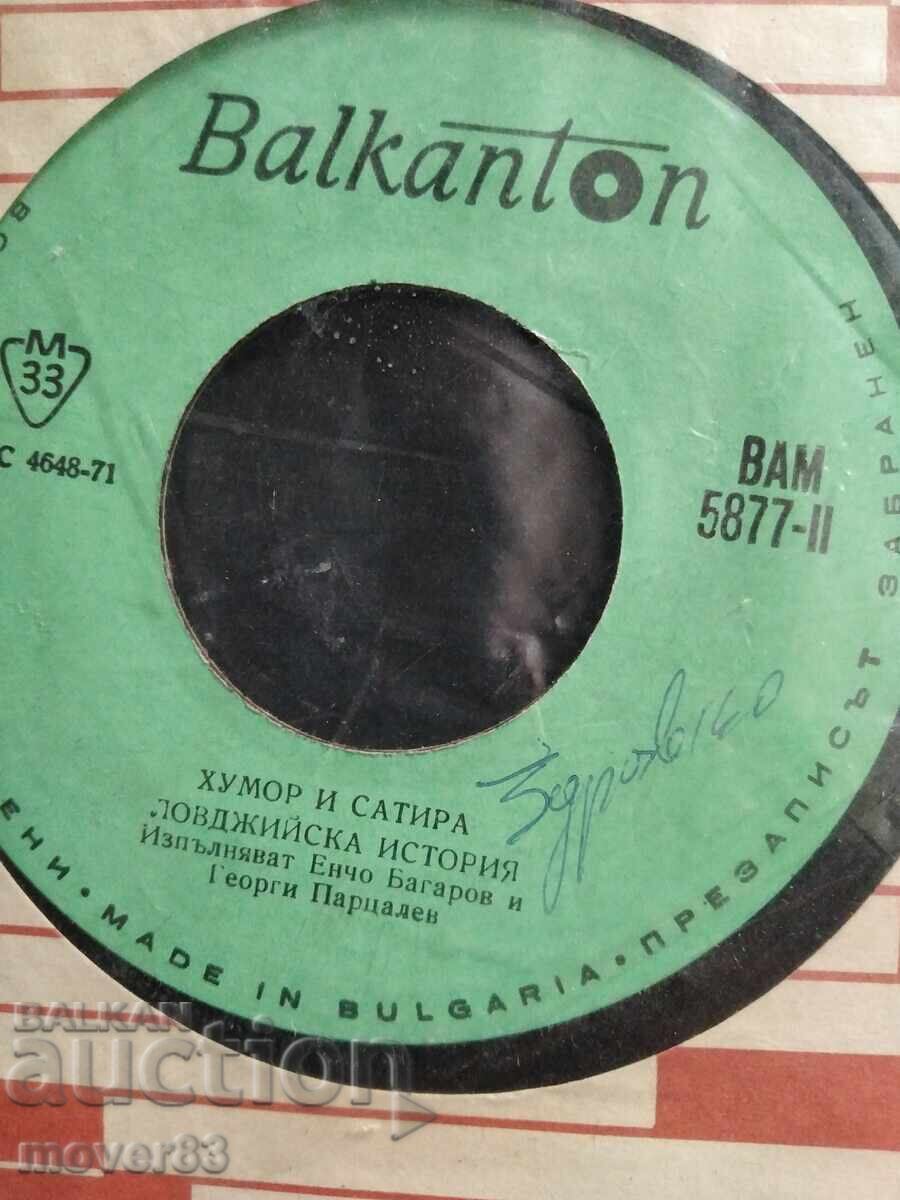 Balkanton
M
33
С 4648-71
ВАМ
5877-II
ХУМОР И САТИРА
ЛОВДЖИЙСКА ИСТОРИЯ
Изпълняват Енчо Багаров и
Георги Парцалев
ЕНИ • MADE IN BULGARIA • ПРЕЗАПИСЪТ ЗАБРАНЕН
BALKAN
auction
mover83